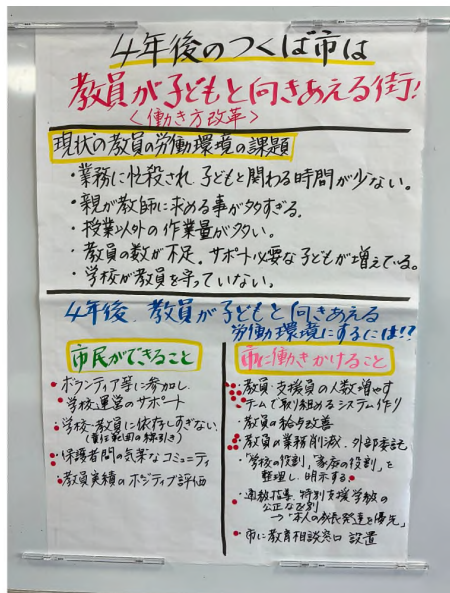 4年後のつくば市は
教員が子どもと向きあえる街!
<働き方改革>
現状の教員の労働環境の課題
・業務に忙殺され、子どもと関わる時間が少ない。
・親が教師に求める事が多すぎる。
・授業以外の作業量が多い。
・教員の数が不足。サポート必要な子どもが増えている。
・学校が教員を守っていない。
4年後、教員が子どもと向きあえる
労働環境にするには!?
市民ができること
・ボランティア等に参加し、
学校運営のサポート
・学校・教員に依存しすぎない。
(責任範囲の線引き)
・保護者間の気楽なコミュニティ
・教員実績のポジティブ評価
市に働きかけること
・教員・支援員の人数増やす
チームで取り組めるシステム作り
・教員の給与改善
・教員の業務削減、外部委託
・「学校の役割」「家庭の役割」を
整理し、明示する
・通級指導、特別支援学級の
公正な
→「本人の成長発達を優先」
・市に教育相談窓口 設置